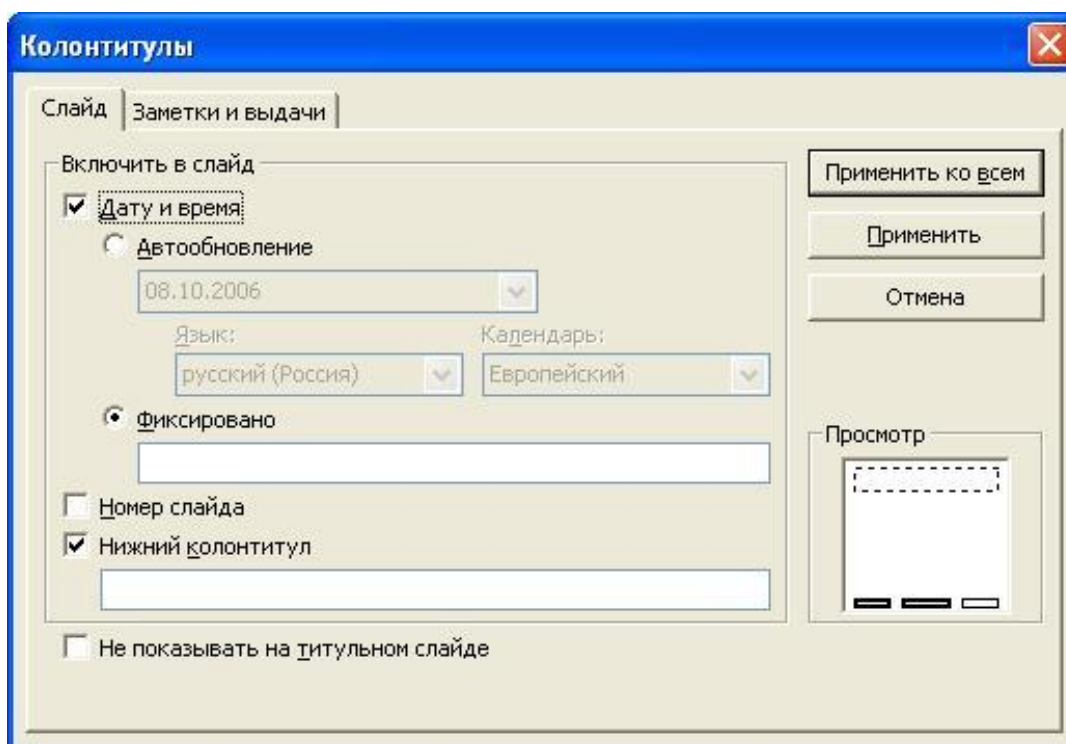 Колонтитулы
Слайд Заметки и выдачи
Включить в слайд
Дату и время
Автообновление
08.10.2006
Язык: Календарь:
русский (Россия) Европейский
Фиксировано
Номер слайда
Нижний колонтитул
Не показывать на титульном слайде
Применить ко всем
Применить
Отмена
Просмотр